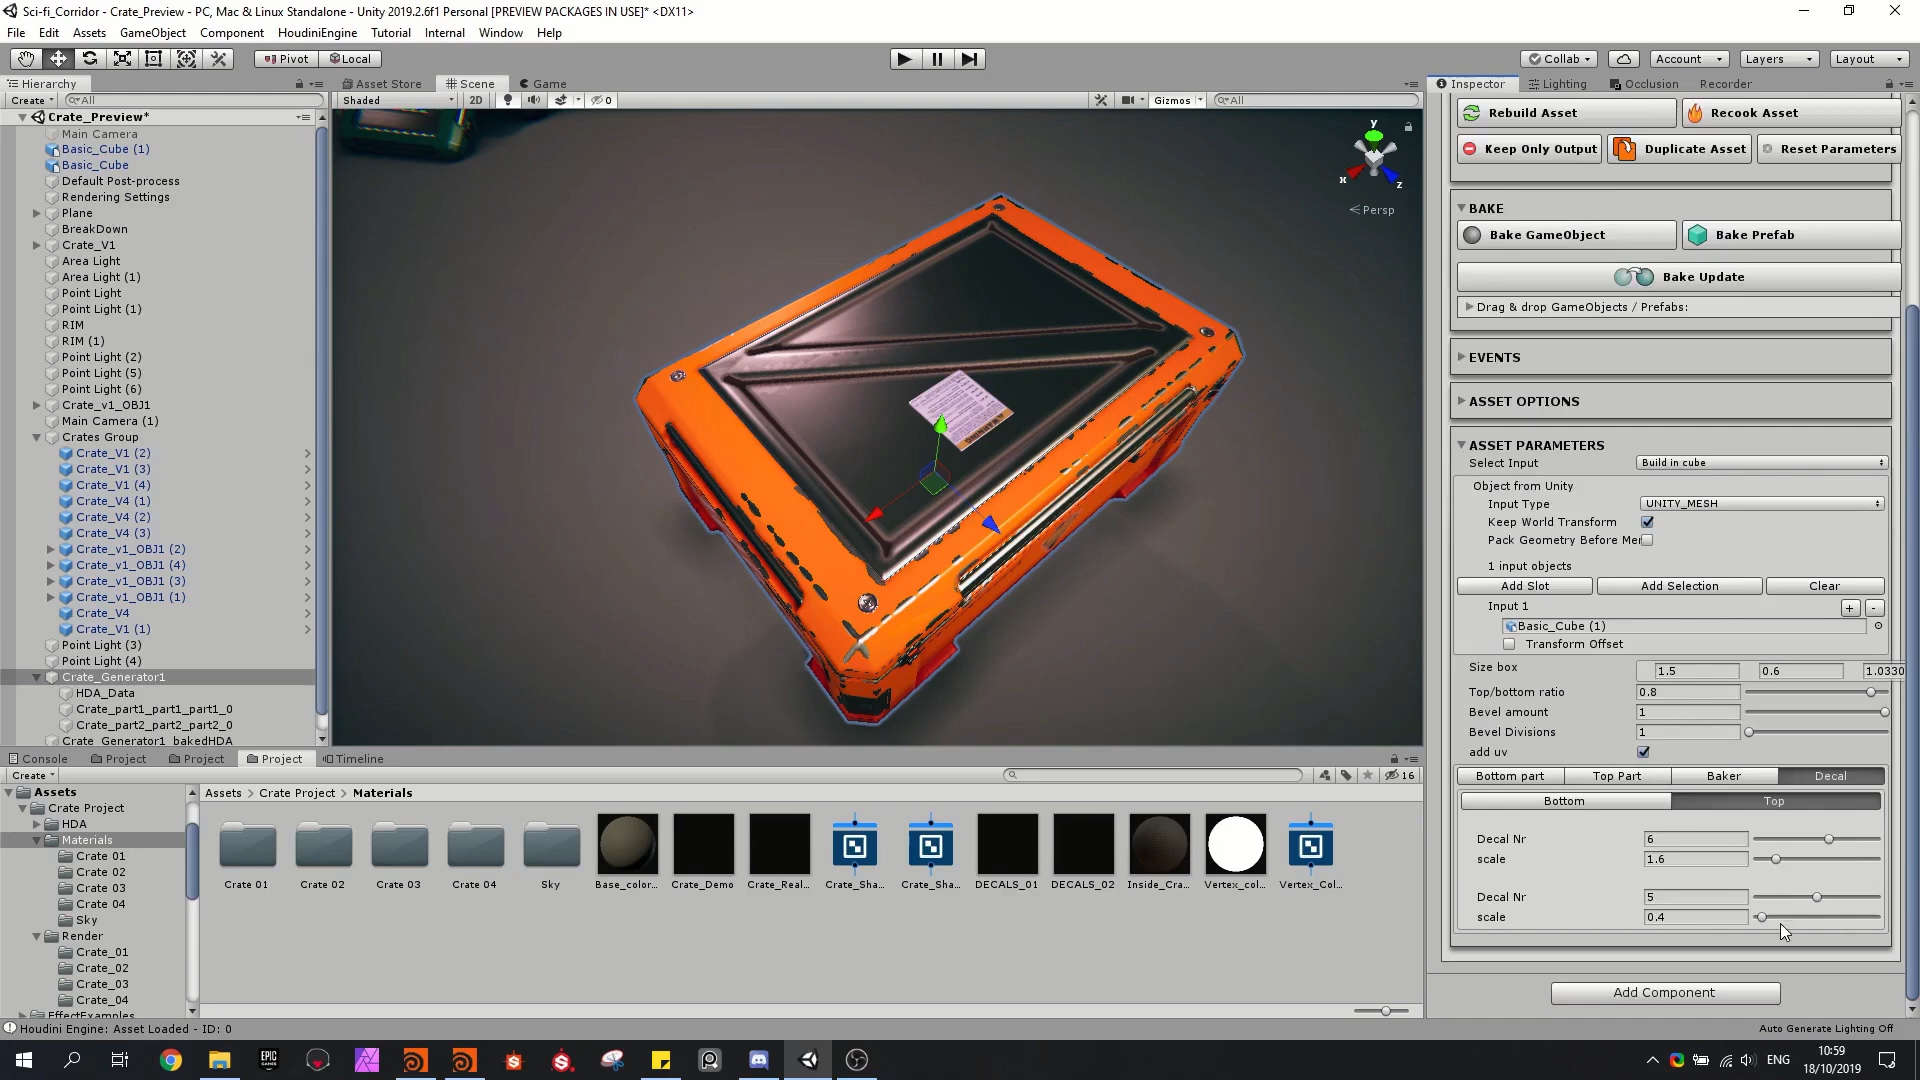 Sci-fi_Corridor - Crate_Preview - PC, Mac & Linux Standalone - Unity 2019.2.6f1 Personal [PREVIEW PACKAGES IN USE]* <DX11>
File Edit Assets GameObject Component HoudiniEngine Tutorial Internal Window Help
Pivot Local Collab Account Layers Layout
Hierarchy Asset Store Scene Game Inspector Lighting Occlusion Recorder
Create All Shaded 2D 0 Gizmos All
Crate_Preview*
Main Camera
Basic_Cube (1)
Basic_Cube
Default Post-process
Rendering Settings
Plane
BreakDown
Crate_V1
Area Light
Area Light (1)
Point Light
Point Light (1)
RIM
RIM (1)
Point Light (2)
Point Light (5)
Point Light (6)
Crate_v1_OBJ1
Main Camera (1)
Crates Group
Crate_V1 (2)
Crate_V1 (3)
Crate_V1 (4)
Crate_V4 (1)
Crate_V4 (2)
Crate_V4 (3)
Crate_v1_OBJ1 (2)
Crate_v1_OBJ1 (4)
Crate_v1_OBJ1 (3)
Crate_v1_OBJ1 (1)
Crate_V4
Crate_V1 (1)
Point Light (3)
Point Light (4)
Crate_Generator1
HDA_Data
Crate_part1_part1_part1_0
Crate_part2_part2_part2_0
Crate_Generator1_bakedHDA
y
x
z
Persp
WARNING
Rebuild Asset Recook Asset
Keep Only Output Duplicate Asset Reset Parameters
BAKE
Bake GameObject Bake Prefab
Bake Update
Drag & drop GameObjects / Prefabs:
EVENTS
ASSET OPTIONS
ASSET PARAMETERS
Select Input Build in cube
Object from Unity
Input Type UNITY_MESH
Keep World Transform
Pack Geometry Before Mer
1 input objects
Add Slot Add Selection Clear
Input 1 + -
Basic_Cube (1)
Transform Offset
Size box 1.5 0.6 1.0330
Top/bottom ratio 0.8
Bevel amount 1
Bevel Divisions 1
add uv
Bottom part Top Part Baker Decal
Bottom Top
Decal Nr 6
scale 1.6
Decal Nr 5
scale 0.4
Add Component
Console Project Project Project Timeline
Create 16
Assets
Crate Project
HDA
Materials
Crate 01
Crate 02
Crate 03
Crate 04
Sky
Render
Crate_01
Crate_02
Crate_03
Crate_04
EffectExamples
Assets > Crate Project > Materials
Crate 01 Crate 02 Crate 03 Crate 04 Sky Base_color... Crate_Demo Crate_Real... Crate_Sha... Crate_Sha... DECALS_01 DECALS_02 Inside_Cra... Vertex_col... Vertex_Col...
Houdini Engine: Asset Loaded - ID: 0
Auto Generate Lighting Off
EPIC GAMES
ENG
10:59
18/10/2019